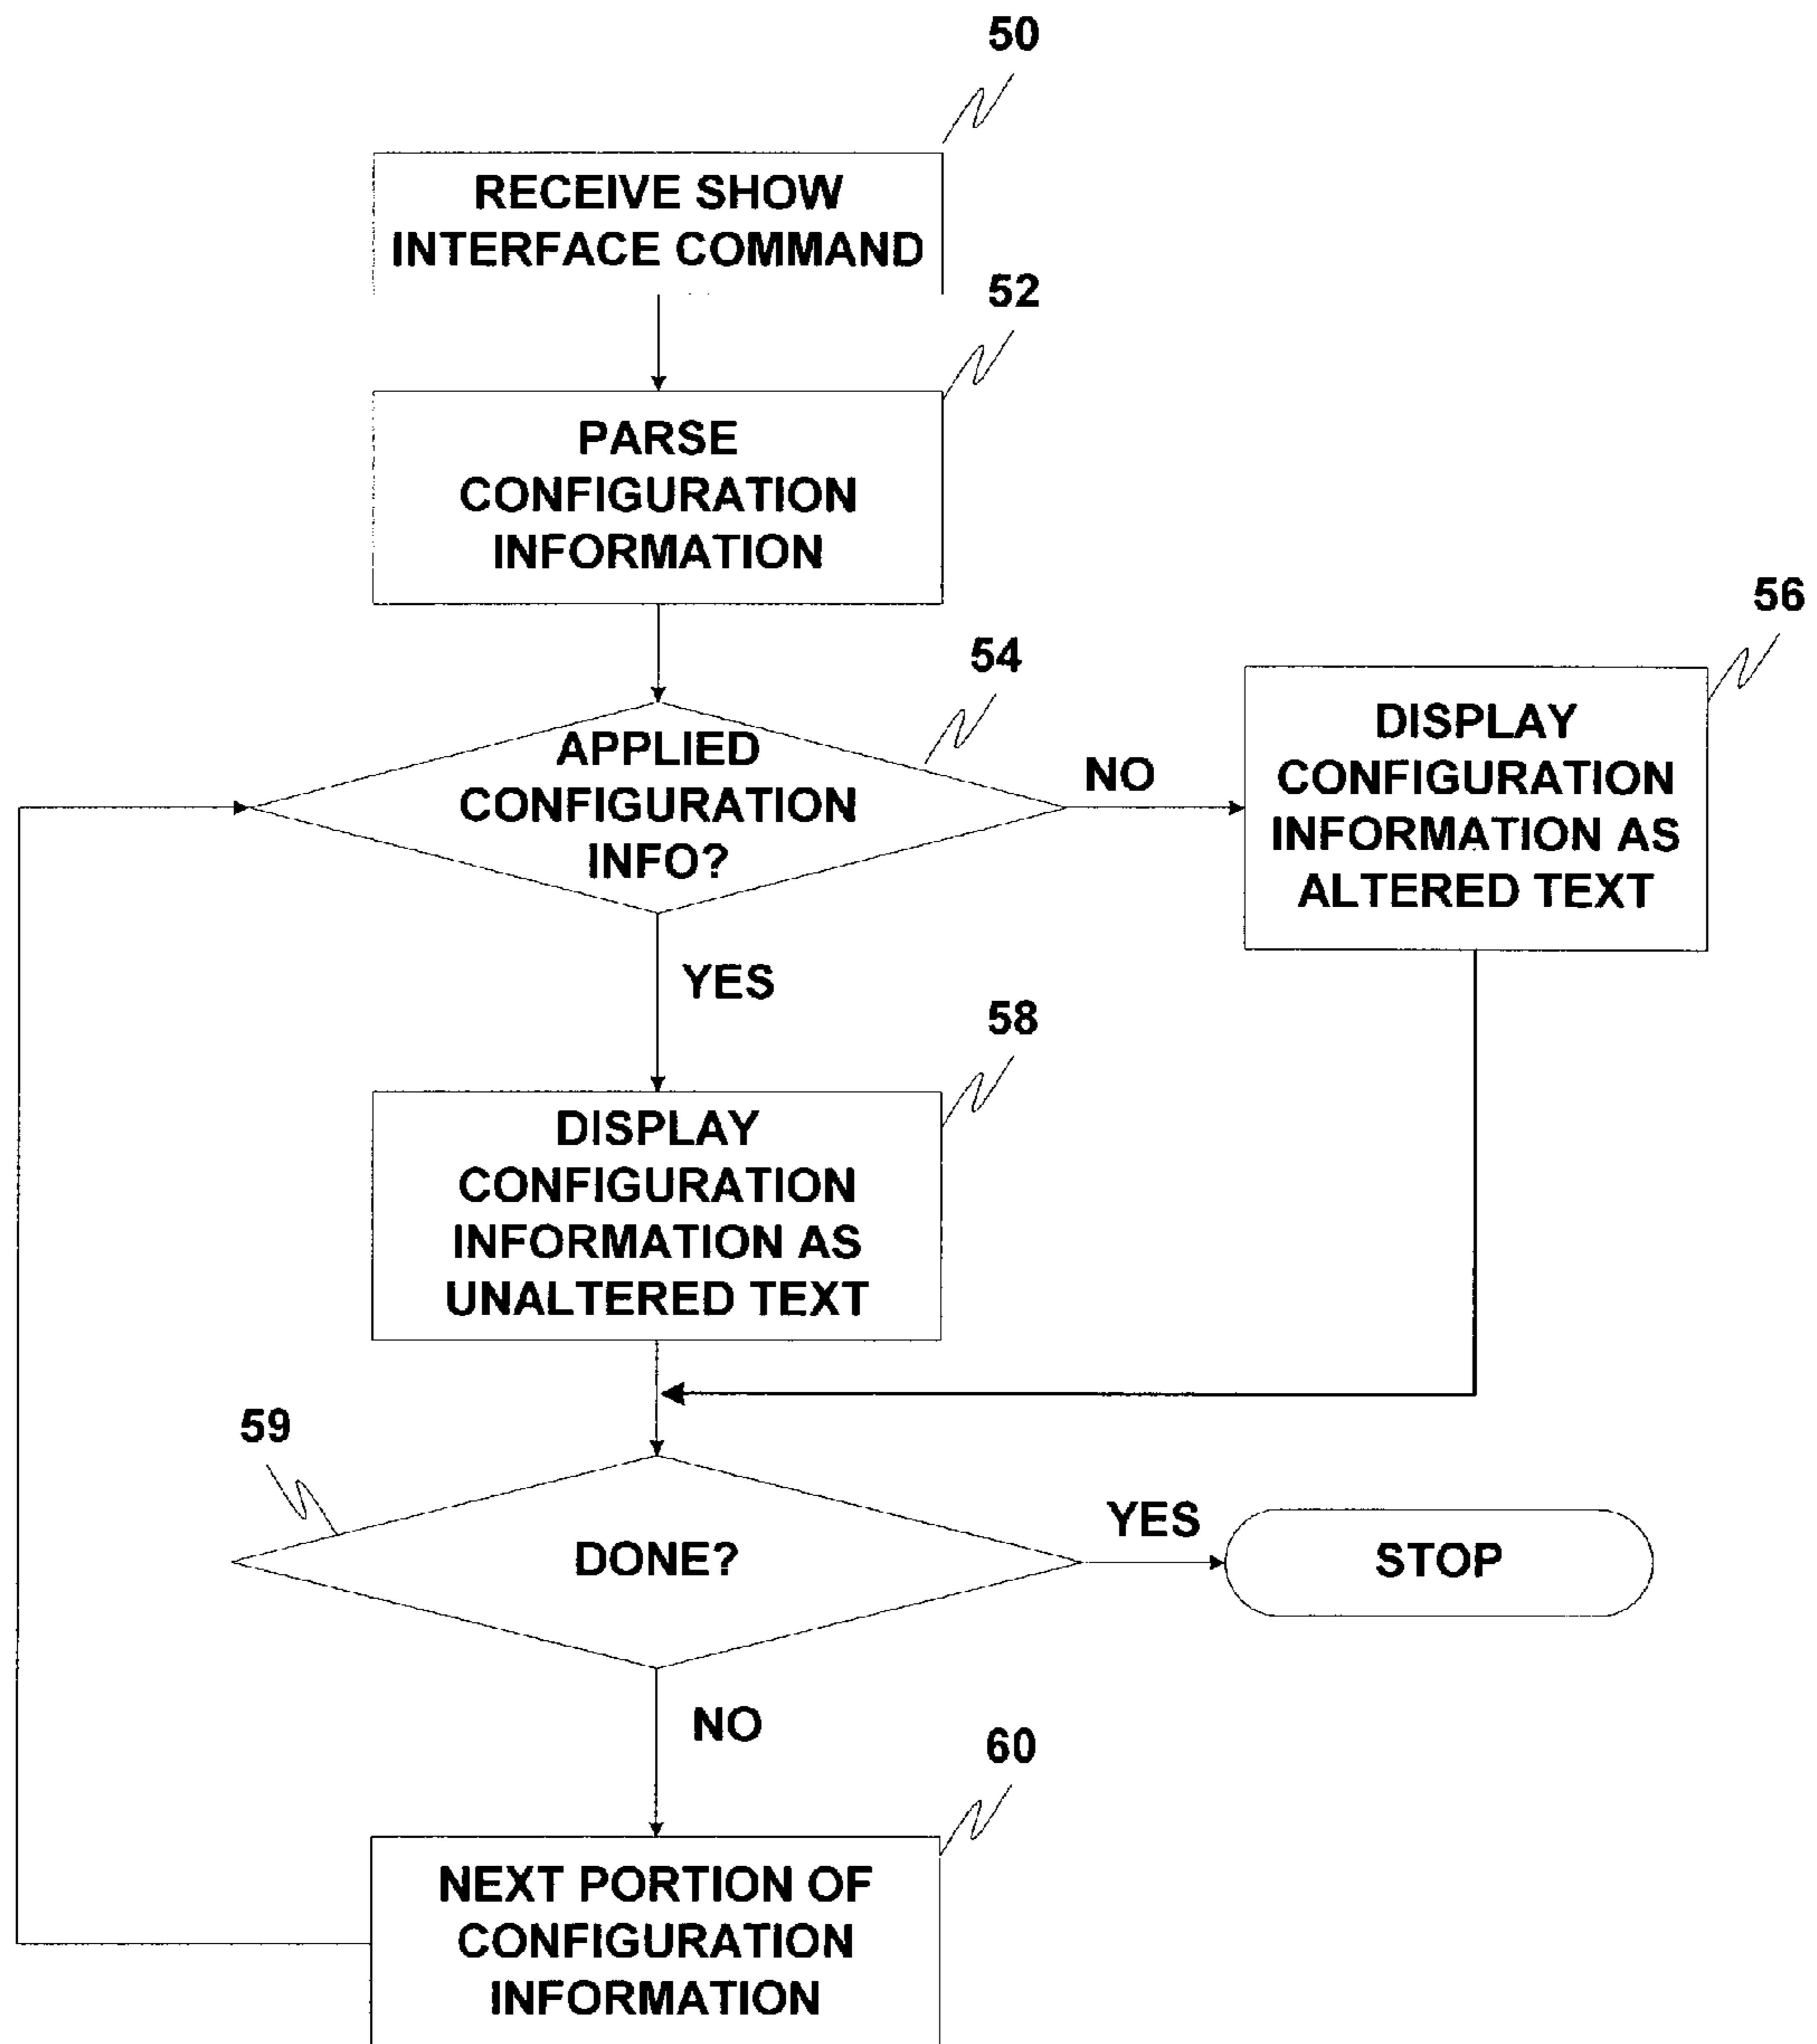 50
RECEIVE SHOW
INTERFACE COMMAND
52
PARSE
CONFIGURATION
INFORMATION
54
APPLIED
CONFIGURATION
INFO?
NO
56
DISPLAY
CONFIGURATION
INFORMATION AS
ALTERED TEXT
YES
58
DISPLAY
CONFIGURATION
INFORMATION AS
UNALTERED TEXT
59
DONE?
YES
STOP
NO
60
NEXT PORTION OF
CONFIGURATION
INFORMATION